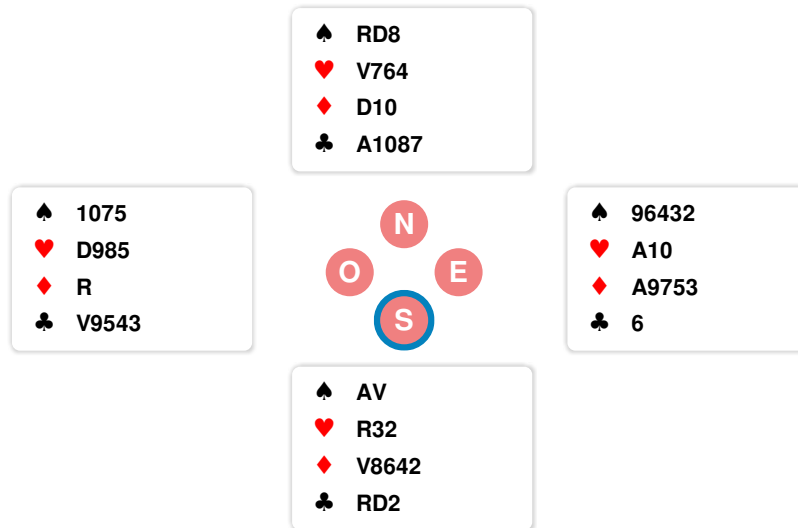 ♠ RD8
♥ V764
♦ D10
♣ A1087
♠ 1075
♥ D985
♦ R
♣ V9543
N
O E
S
♠ 96432
♥ A10
♦ A9753
♣ 6
♠ AV
♥ R32
♦ V8642
♣ RD2